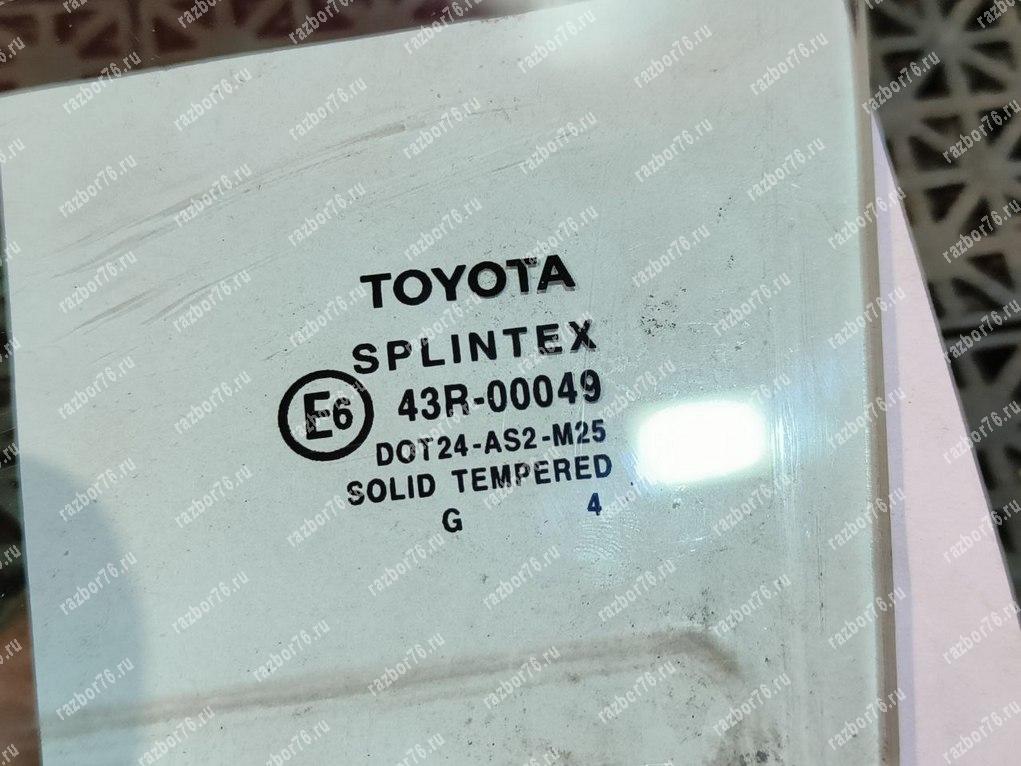 TOYOTA
SPLINTEX
E6 43R-00049
DOT24-AS2-M25
SOLID TEMPERED
G 4
razbor76.ru